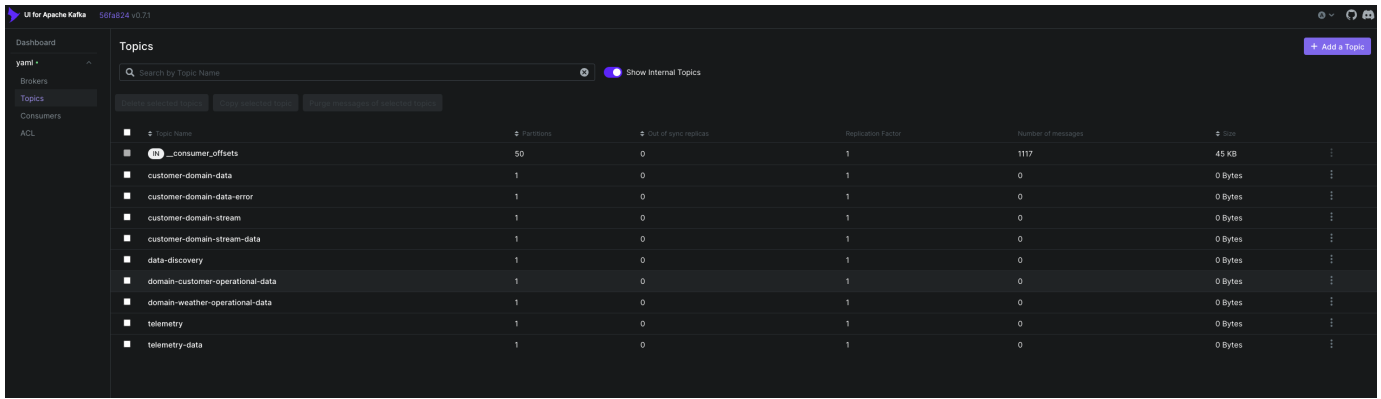 UI for Apache Kafka 56fa824 v0.7.1
Dashboard
yaml
Brokers
Topics
Consumers
ACL
Topics
+ Add a Topic
Search by Topic Name
Show Internal Topics
Delete selected topics Copy selected topic Purge messages of selected topics
Topic Name Partitions Out of sync replicas Replication Factor Number of messages Size
IN __consumer_offsets 50 0 1 1117 45 KB
customer-domain-data 1 0 1 0 0 Bytes
customer-domain-data-error 1 0 1 0 0 Bytes
customer-domain-stream 1 0 1 0 0 Bytes
customer-domain-stream-data 1 0 1 0 0 Bytes
data-discovery 1 0 1 0 0 Bytes
domain-customer-operational-data 1 0 1 0 0 Bytes
domain-weather-operational-data 1 0 1 0 0 Bytes
telemetry 1 0 1 0 0 Bytes
telemetry-data 1 0 1 0 0 Bytes